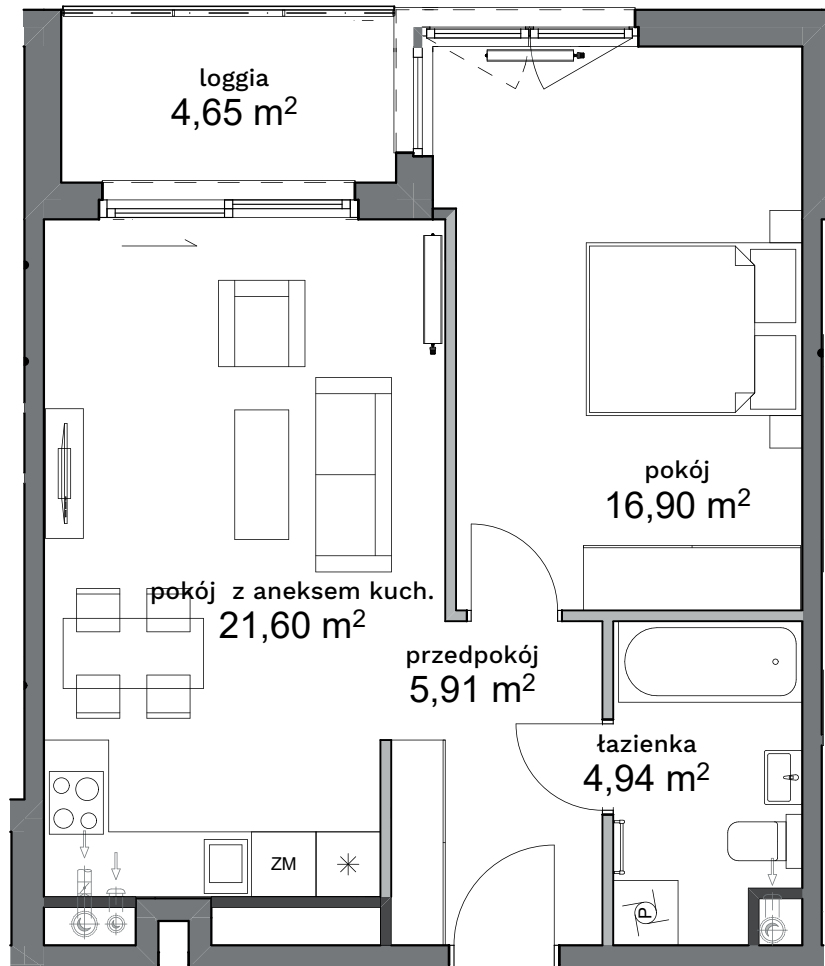 loggia
4,65 m²
pokój
16,90 m²
pokój z aneksem kuch.
21,60 m²
przedpokój
5,91 m²
łazienka
4,94 m²
ZM
P